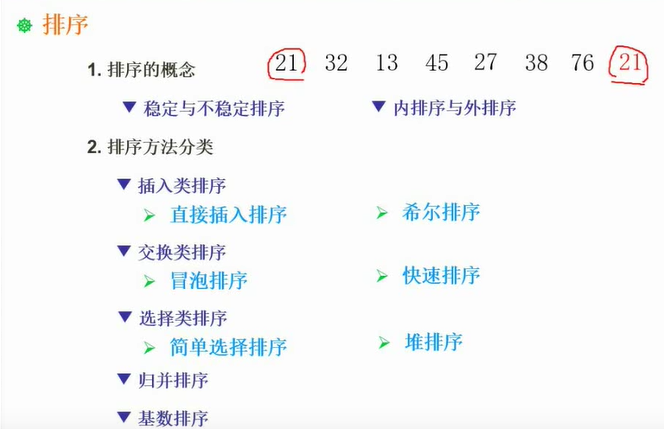 排序
1. 排序的概念 21 32 13 45 27 38 76 21
稳定与不稳定排序 内排序与外排序
2. 排序方法分类
插入类排序
直接插入排序 希尔排序
交换类排序
冒泡排序 快速排序
选择类排序
简单选择排序 堆排序
归并排序
基数排序